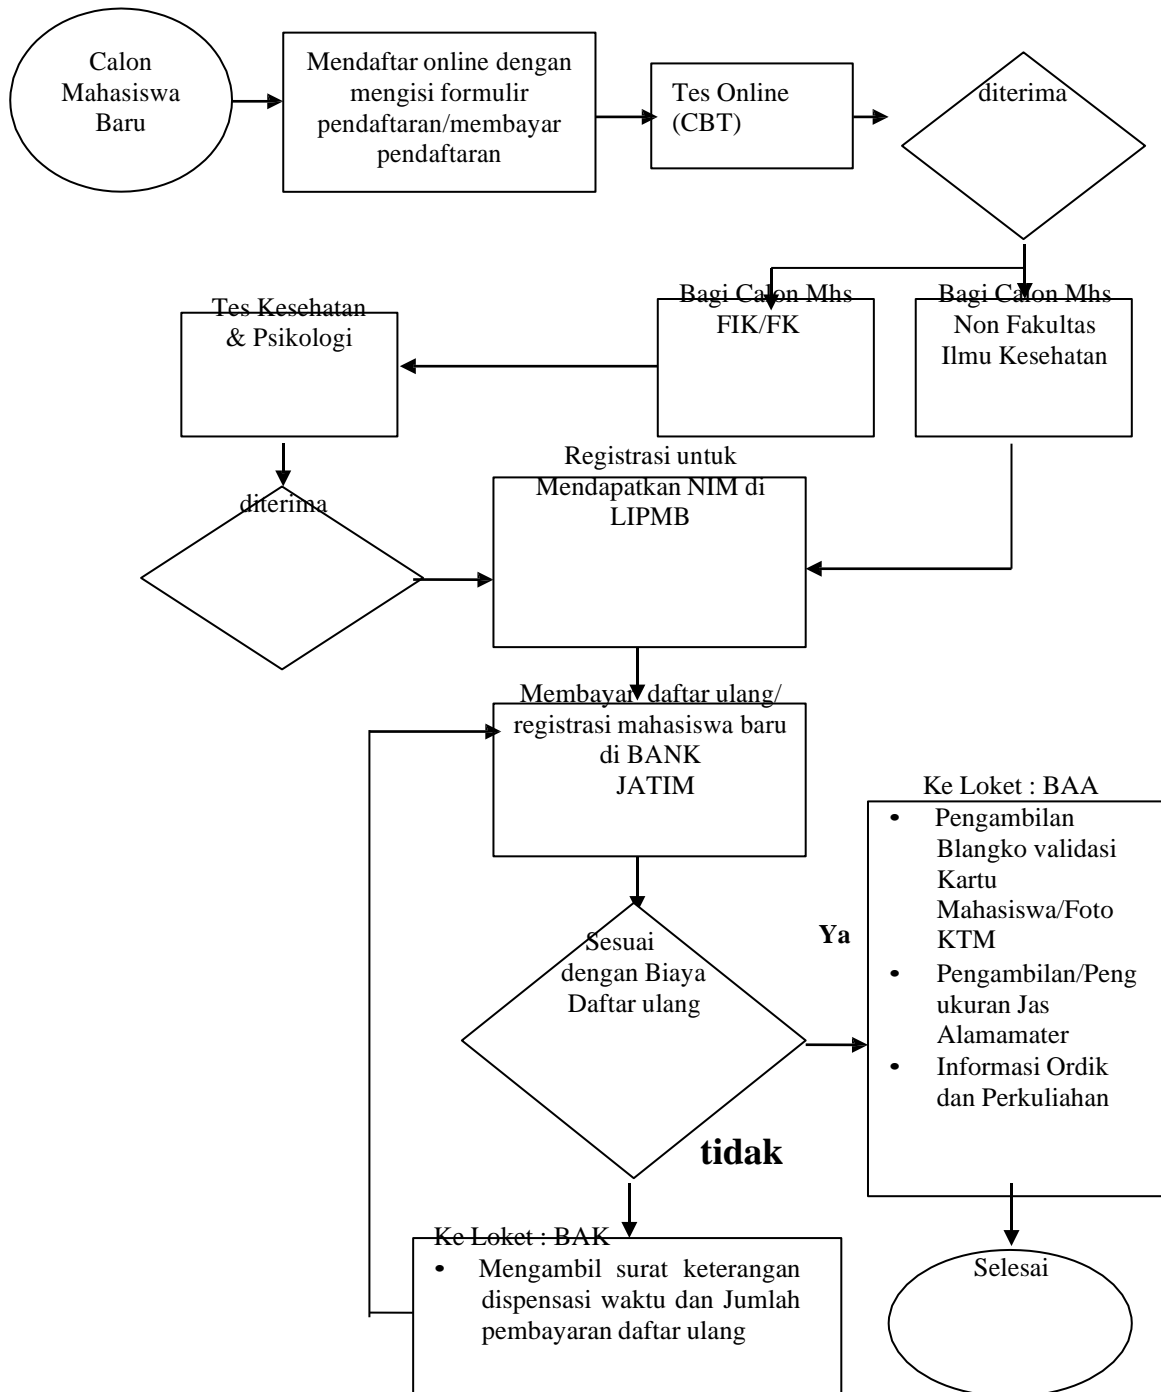 Calon
Mahasiswa
Baru
Mendaftar online dengan
mengisi formulir
pendaftaran/membayar
pendaftaran
Tes Online
(CBT)
diterima
Tes Kesehatan
& Psikologi
Bagi Calon Mhs
FIK/FK
Bagi Calon Mhs
Non Fakultas
Ilmu Kesehatan
diterima
Registrasi untuk
Mendapatkan NIM di
LIPMB
Membayar daftar ulang/
registrasi mahasiswa baru
di BANK
JATIM
Ke Loket : BAA
• Pengambilan
Blangko validasi
Kartu
Mahasiswa/Foto
KTM
• Pengambilan/Peng
ukuran Jas
Alamamater
• Informasi Ordik
dan Perkuliahan
Ya
Sesuai
dengan Biaya
Daftar ulang
tidak
Ke Loket : BAK
• Mengambil surat keterangan
dispensasi waktu dan Jumlah
pembayaran daftar ulang
Selesai